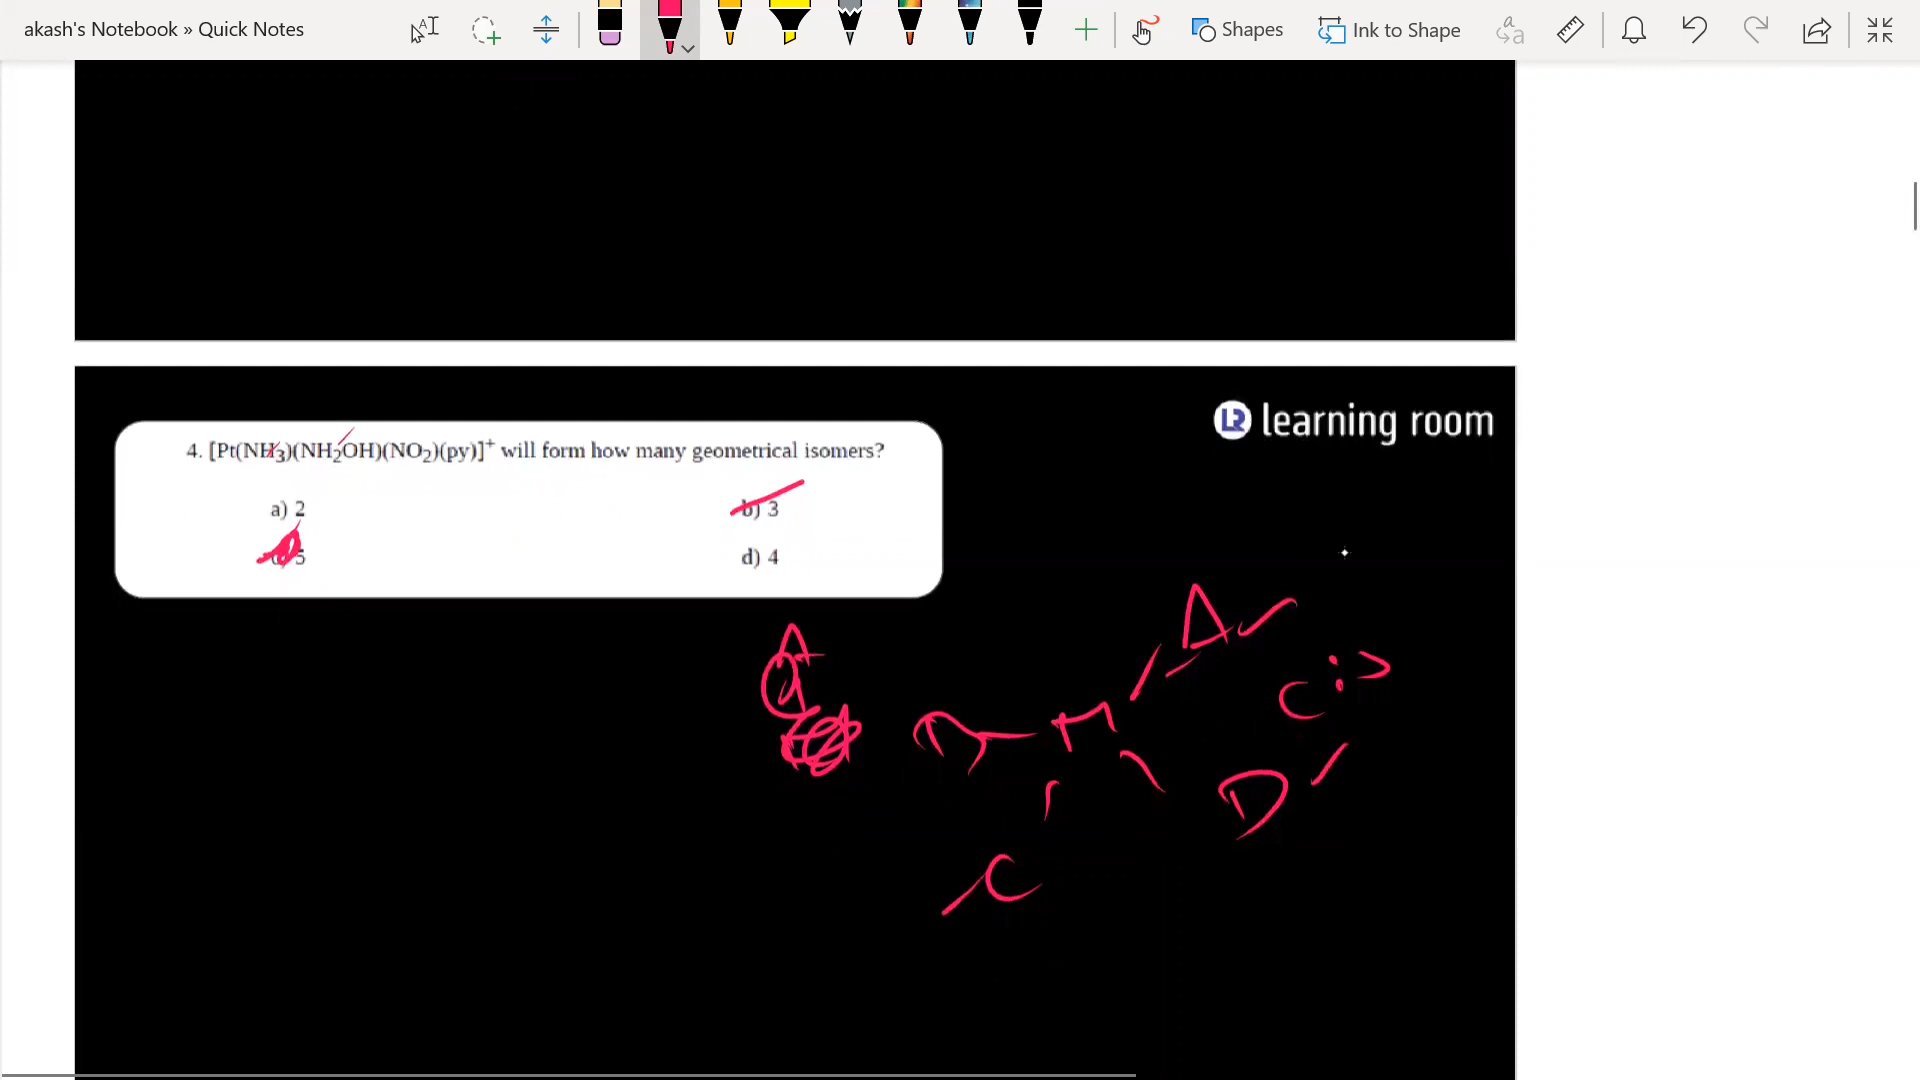 akash's Notebook » Quick Notes
Shapes
Ink to Shape
learning room
4. [Pt(NH3)(NH2OH)(NO2)(py)]+ will form how many geometrical isomers?
a) 2
b) 3
5
d) 4
A
A
M
C
D
C